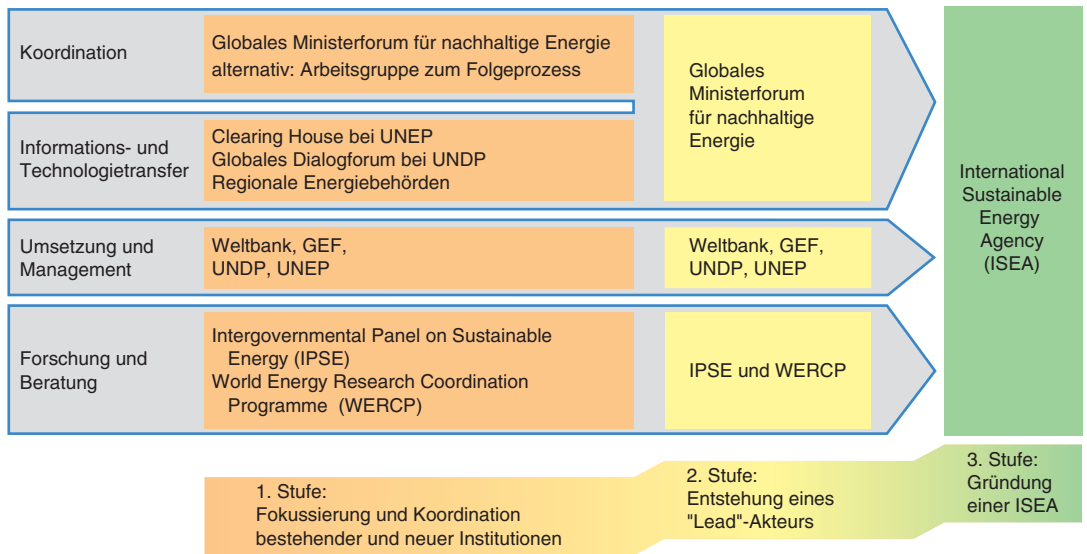 Koordination
Globales Ministerforum für nachhaltige Energie
alternativ: Arbeitsgruppe zum Folgeprozess
Informations- und
Technologietransfer
Clearing House bei UNEP
Globales Dialogforum bei UNDP
Regionale Energiebehörden
Globales
Ministerforum
für nachhaltige
Energie
Umsetzung und
Management
Weltbank, GEF,
UNDP, UNEP
Weltbank, GEF,
UNDP, UNEP
Forschung und
Beratung
Intergovernmental Panel on Sustainable
Energy (IPSE)
World Energy Research Coordination
Programme (WERCP)
IPSE und WERCP
International
Sustainable
Energy
Agency
(ISEA)
1. Stufe:
Fokussierung und Koordination
bestehender und neuer Institutionen
2. Stufe:
Entstehung eines
"Lead"-Akteurs
3. Stufe:
Gründung
einer ISEA